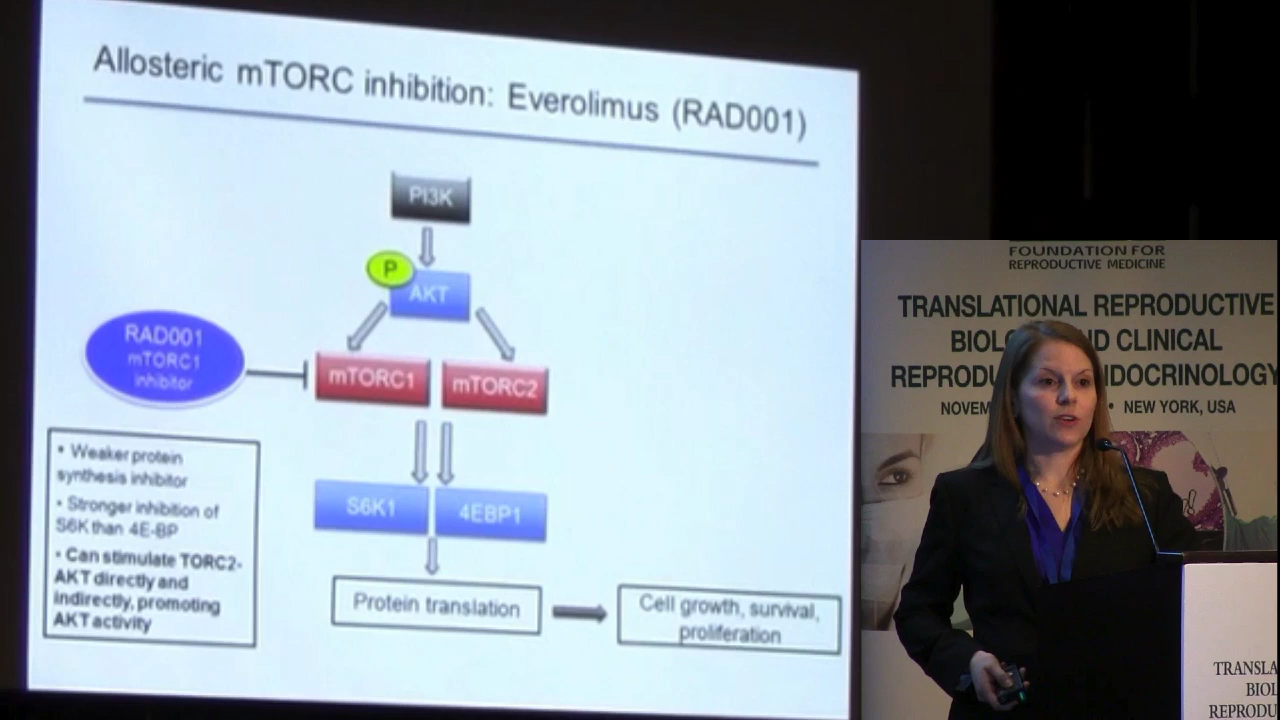 Allosteric mTORC inhibition: Everolimus (RAD001)
PI3K
P
AKT
RAD001
mTORC1
inhibitor
mTORC1
mTORC2
• Weaker protein
synthesis inhibitor
• Stronger inhibition of
S6K than 4E-BP
• Can stimulate TORC2-
AKT directly and
indirectly, promoting
AKT activity
S6K1
4EBP1
Protein translation
Cell growth, survival,
proliferation
FOUNDATION FOR
REPRODUCTIVE MEDICINE
TRANSLATIONAL REPRODUCTIVE
BIOL ND CLINICAL
REPRODU NDOCRINOLOGY
NOVEM • NEW YORK, USA
TRANSLA
BIOL
REPRODU